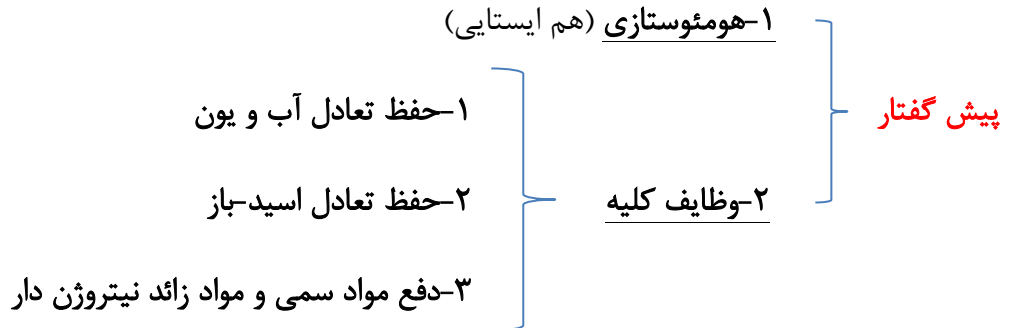 ۱-هومئوستازی (هم ایستایی)
پیش گفتار
۱-حفظ تعادل آب و یون
۲-وظایف کلیه
۲-حفظ تعادل اسید-باز
۳-دفع مواد سمی و مواد زائد نیتروژن دار